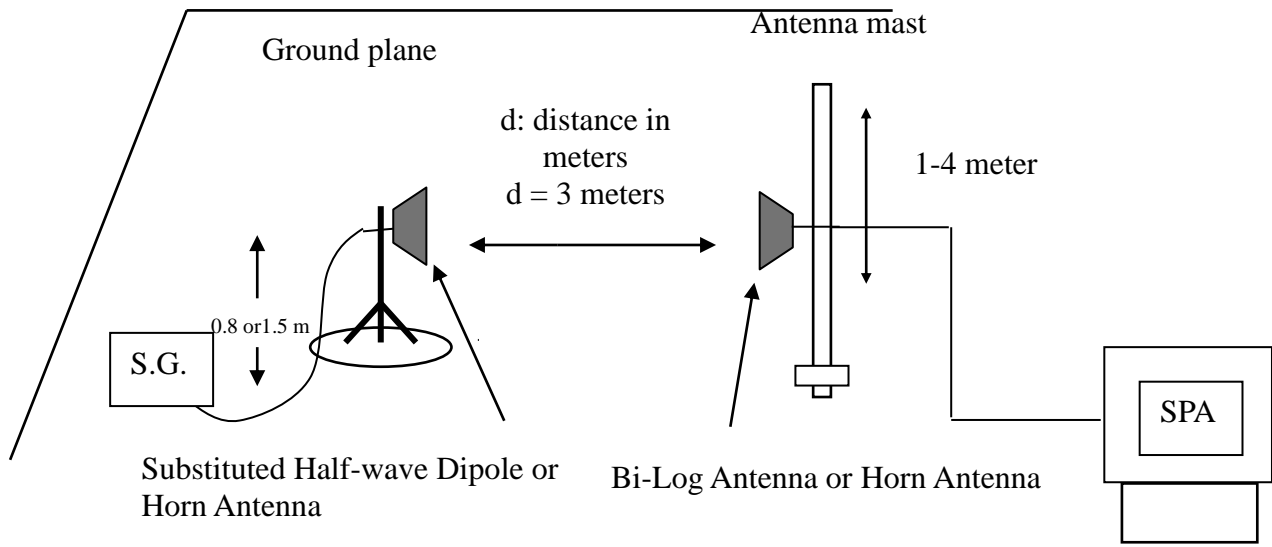 Antenna mast
Ground plane
d: distance in
meters
d = 3 meters
1-4 meter
0.8 or1.5 m
S.G.
SPA
Substituted Half-wave Dipole or
Horn Antenna
Bi-Log Antenna or Horn Antenna